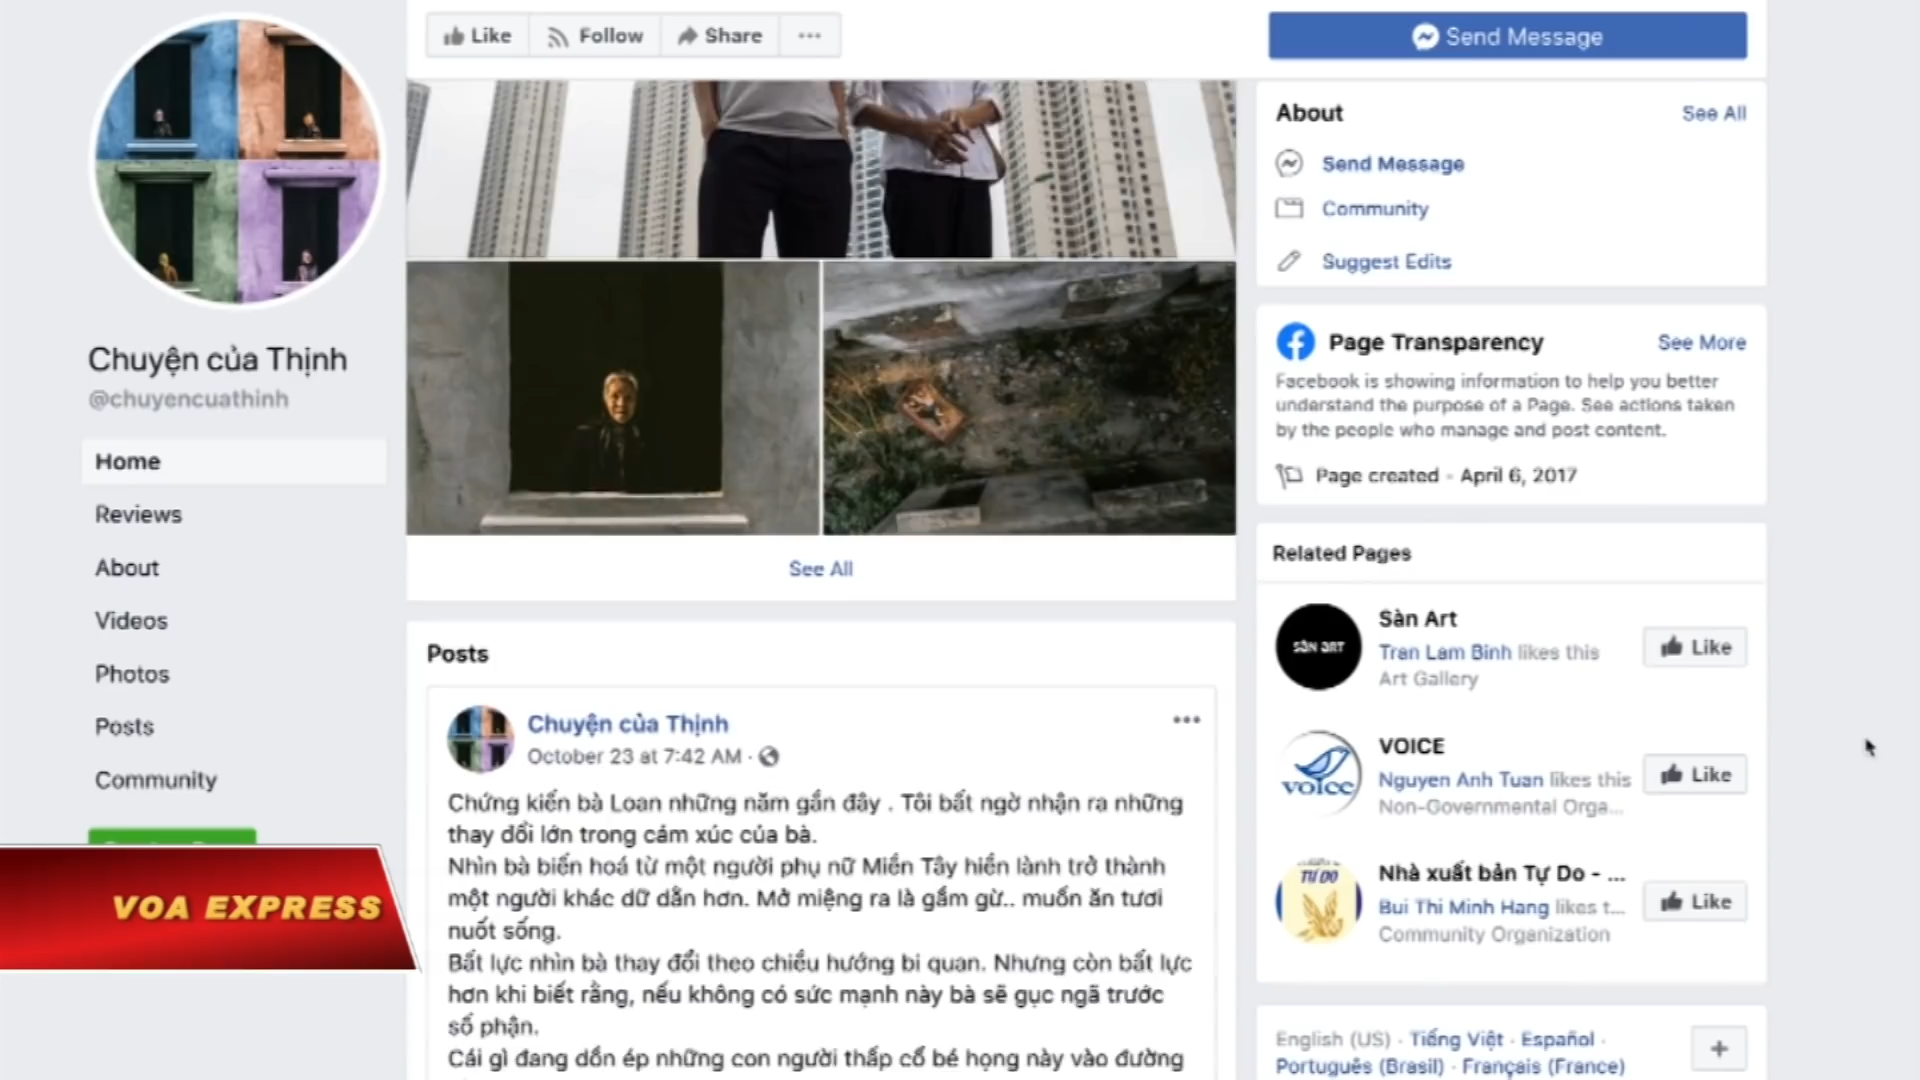 Like
Follow
Share
Send Message
Chuyện của Thịnh
@chuyencuathinh
Home
Reviews
About
Videos
Photos
Posts
Community
VOA EXPRESS
See All
Posts
Chuyện của Thịnh
October 23 at 7:42 AM ·
Chứng kiến bà Loan những năm gần đây . Tôi bất ngờ nhận ra những
thay đổi lớn trong cảm xúc của bà.
Nhìn bà biến hoá từ một người phụ nữ Miền Tây hiền lành trở thành
một người khác dữ dằn hơn. Mở miệng ra là gầm gừ.. muốn ăn tươi
nuốt sống.
Bất lực nhìn bà thay đổi theo chiều hướng bi quan. Nhưng còn bất lực
hơn khi biết rằng, nếu không có sức mạnh này bà sẽ gục ngã trước
số phận.
Cái gì đang dồn ép những con người thấp cổ bé họng này vào đường
About
See All
Send Message
Community
Suggest Edits
Page Transparency
See More
Facebook is showing information to help you better
understand the purpose of a Page. See actions taken
by the people who manage and post content.
Page created - April 6, 2017
Related Pages
SÀN ART
Sàn Art
Tran Lam Binh likes this
Art Gallery
Like
voice
VOICE
Nguyen Anh Tuan likes this
Non-Governmental Orga...
Like
TỰ DO
Nhà xuất bản Tự Do - ...
Bui Thi Minh Hang likes t...
Community Organization
Like
English (US) · Tiếng Việt · Español ·
Português (Brasil) · Français (France)